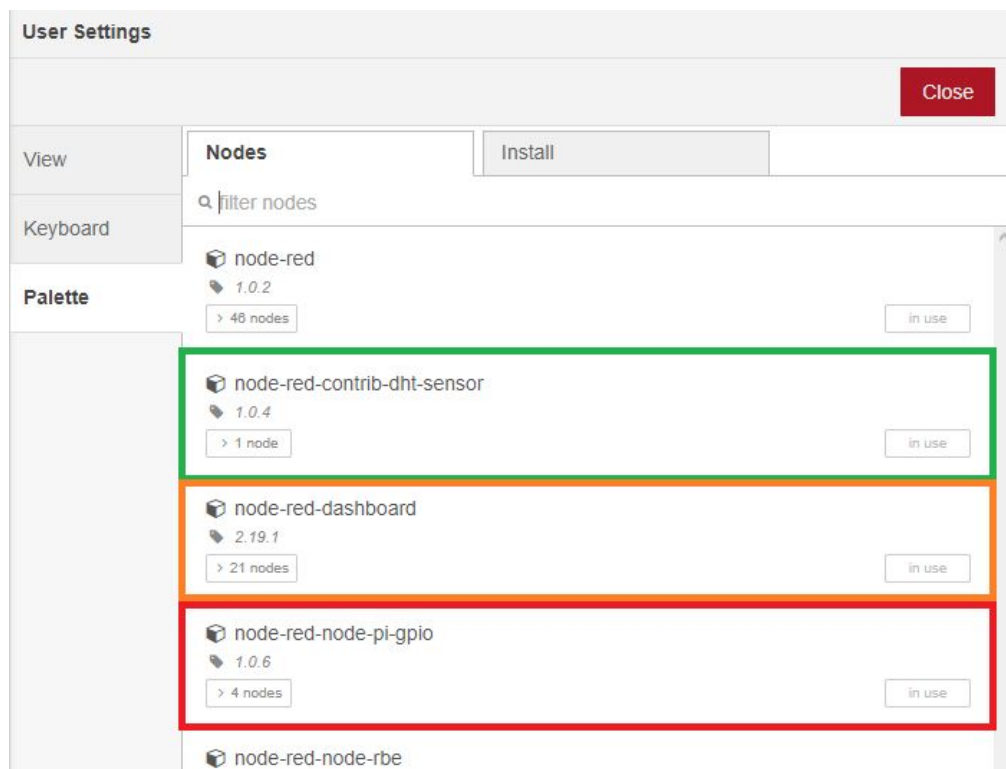 User Settings
Close
View
Nodes
Install
filter nodes
Keyboard
node-red
1.0.2
Palette
> 46 nodes
in use
node-red-contrib-dht-sensor
1.0.4
> 1 node
in use
node-red-dashboard
2.19.1
> 21 nodes
in use
node-red-node-pi-gpio
1.0.6
> 4 nodes
in use
node-red-node-rbe